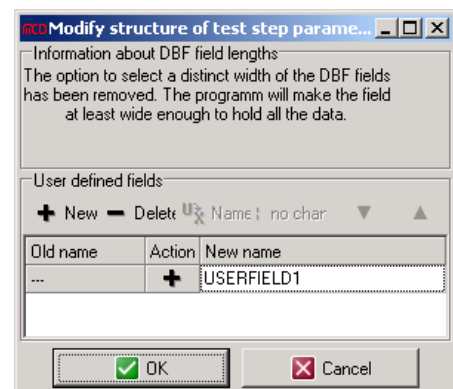 MCD Modify structure of test step parame...
Information about DBF field lengths
The option to select a distinct width of the DBF fields
has been removed. The programm will make the field
at least wide enough to hold all the data.
User defined fields
New Delete Name no char
Old name Action New name
--- USERFIELD1
OK Cancel